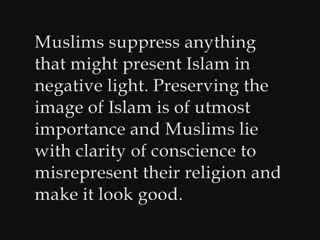 Muslims suppress anything
that might present Islam in
negative light. Preserving the
image of Islam is of utmost
importance and Muslims lie
with clarity of conscience to
misrepresent their religion and
make it look good.